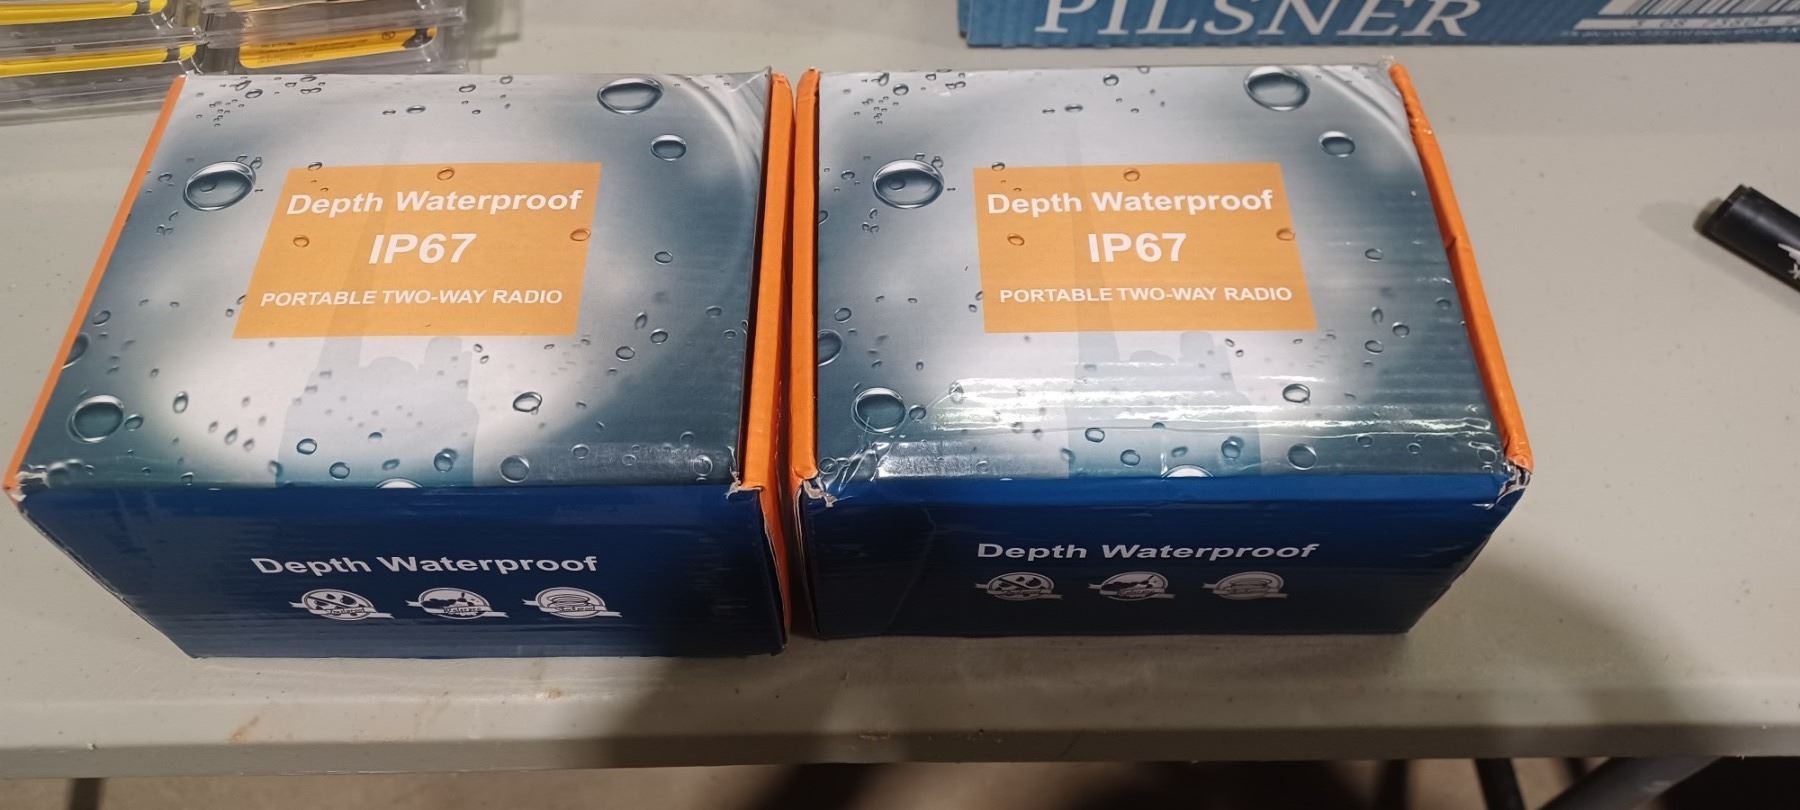 PILSNER
Depth Waterproof
IP67
PORTABLE TWO-WAY RADIO
Depth Waterproof
Depth Waterproof
IP67
PORTABLE TWO-WAY RADIO
Depth Waterproof